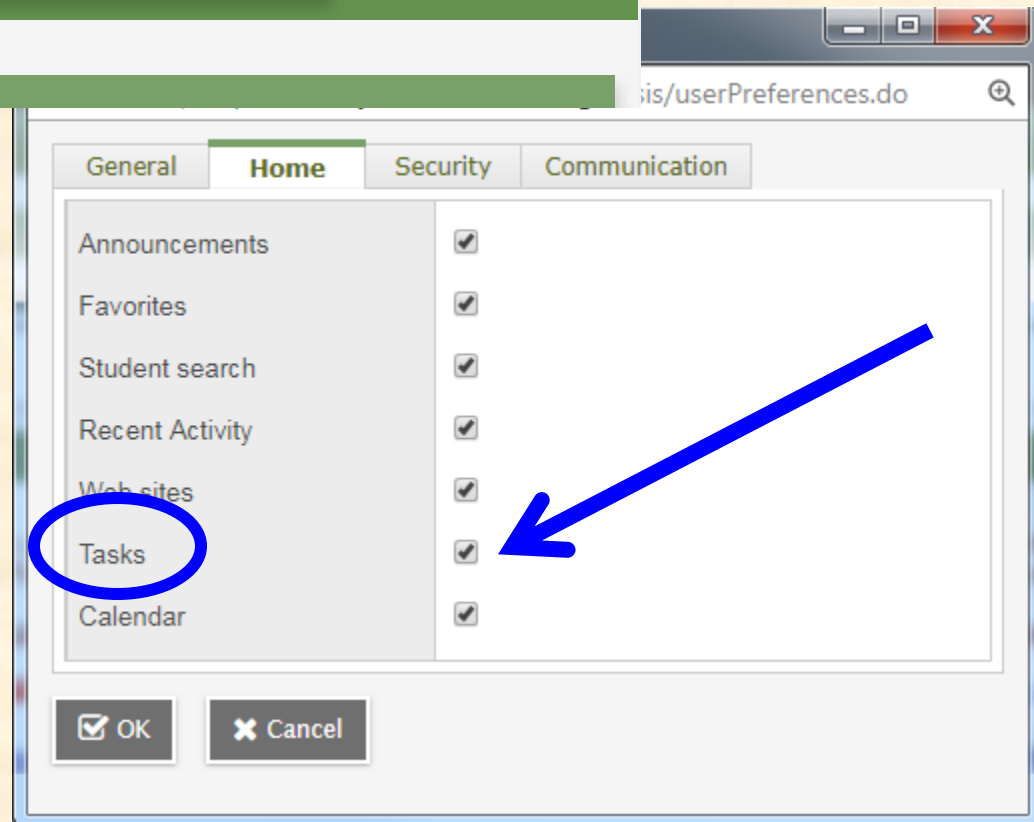 sis/userPreferences.do
General Home Security Communication
Announcements
Favorites
Student search
Recent Activity
Web sites
Tasks
Calendar
OK Cancel